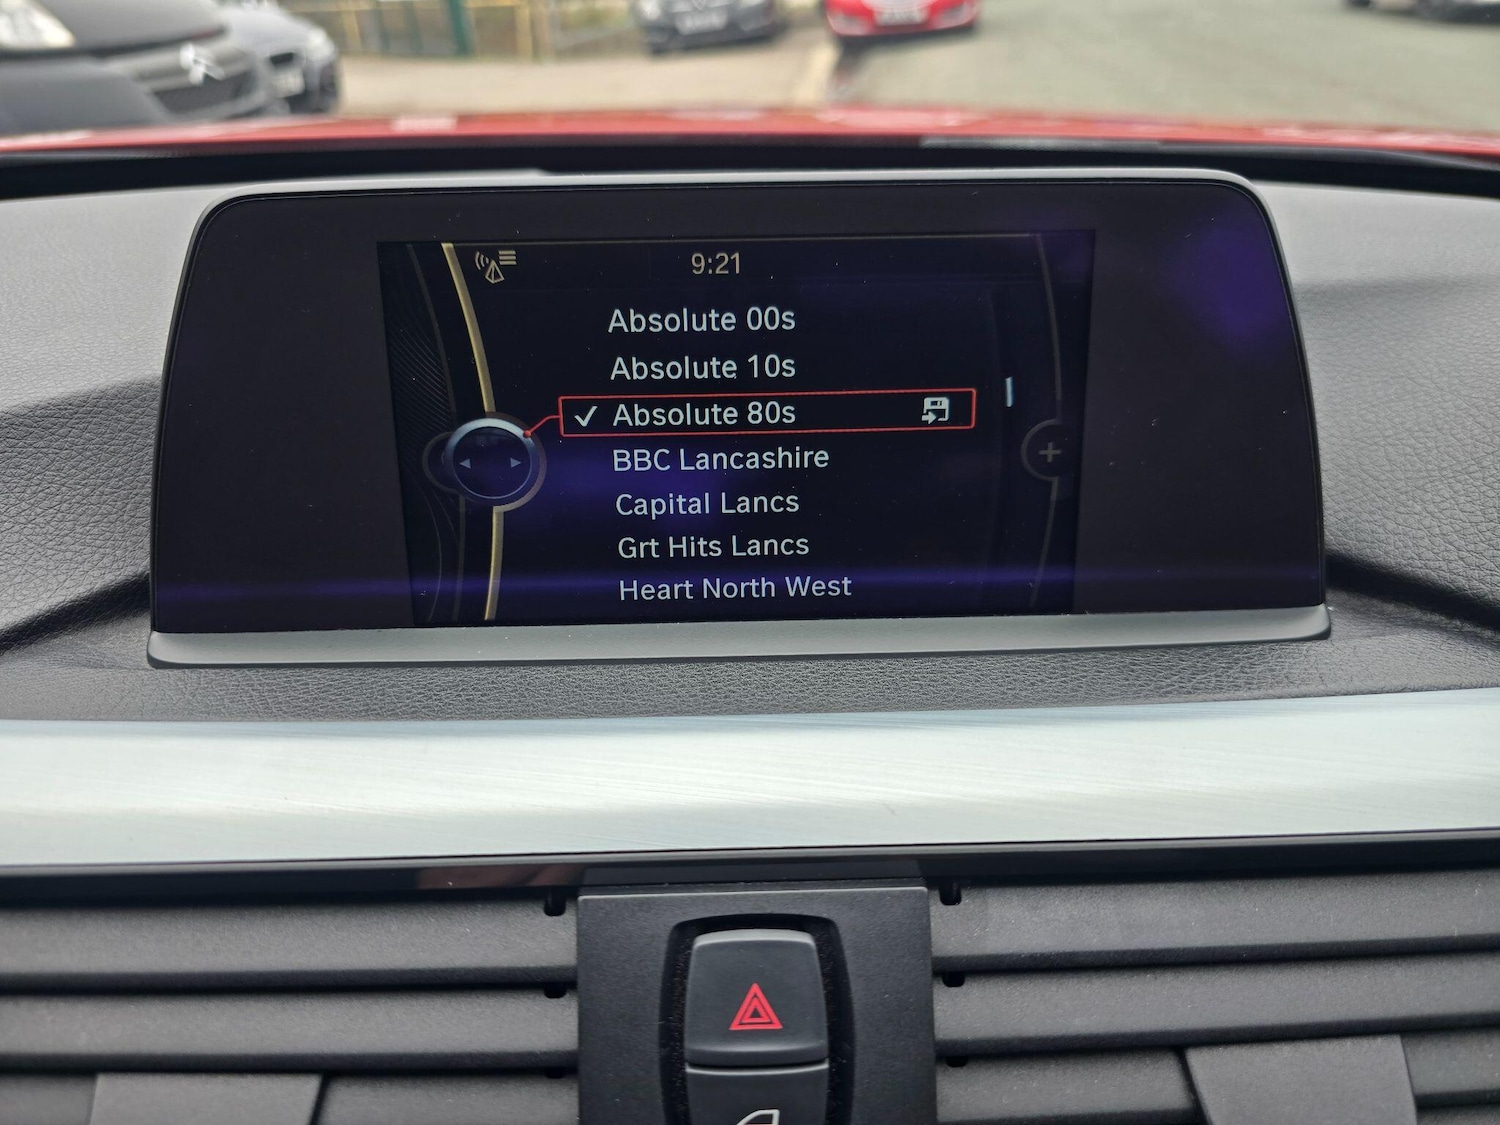 9:21
Absolute 00s
Absolute 10s
Absolute 80s
BBC Lancashire
Capital Lancs
Grt Hits Lancs
Heart North West